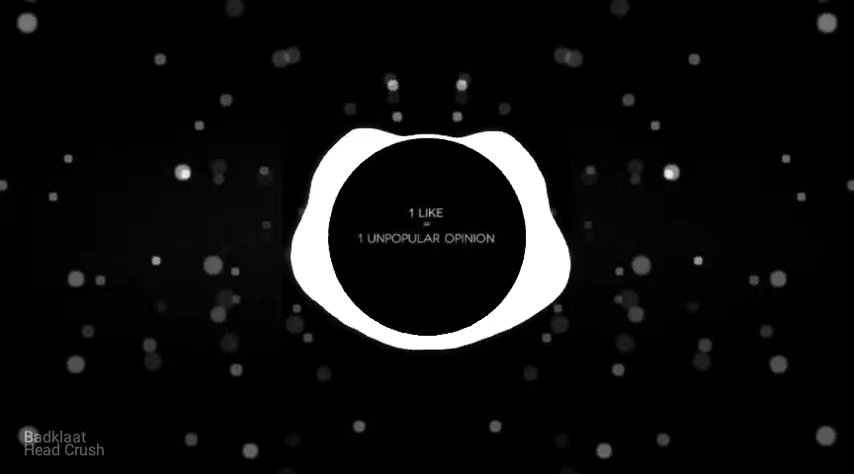 1 LIKE
=
1 UNPOPULAR OPINION
Badklaat
Head Crush